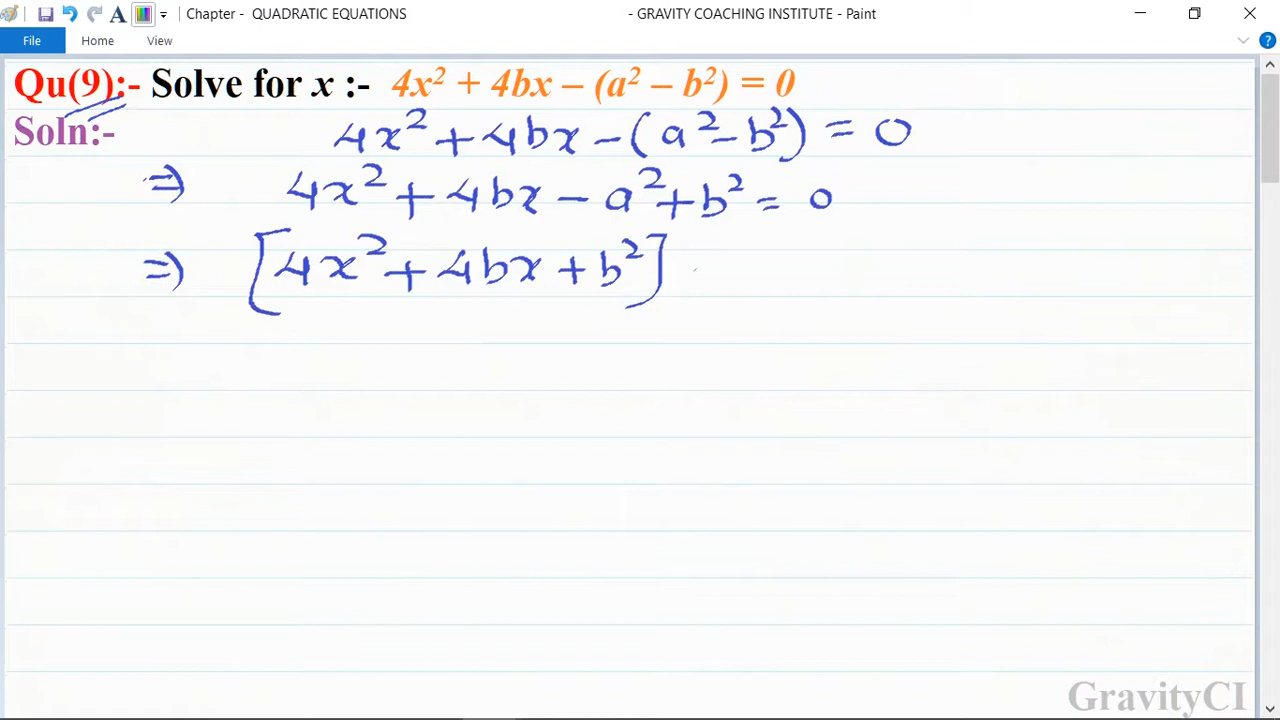 Chapter - QUADRATIC EQUATIONS - GRAVITY COACHING INSTITUTE - Paint
File Home View
Qu(9):- Solve for x :- 4x² + 4bx – (a² – b²) = 0
Soln:- 4x² + 4bx - (a² - b²) = 0
⇒ 4x² + 4bx - a² + b² = 0
⇒ [4x² + 4bx + b²]
GravityCI